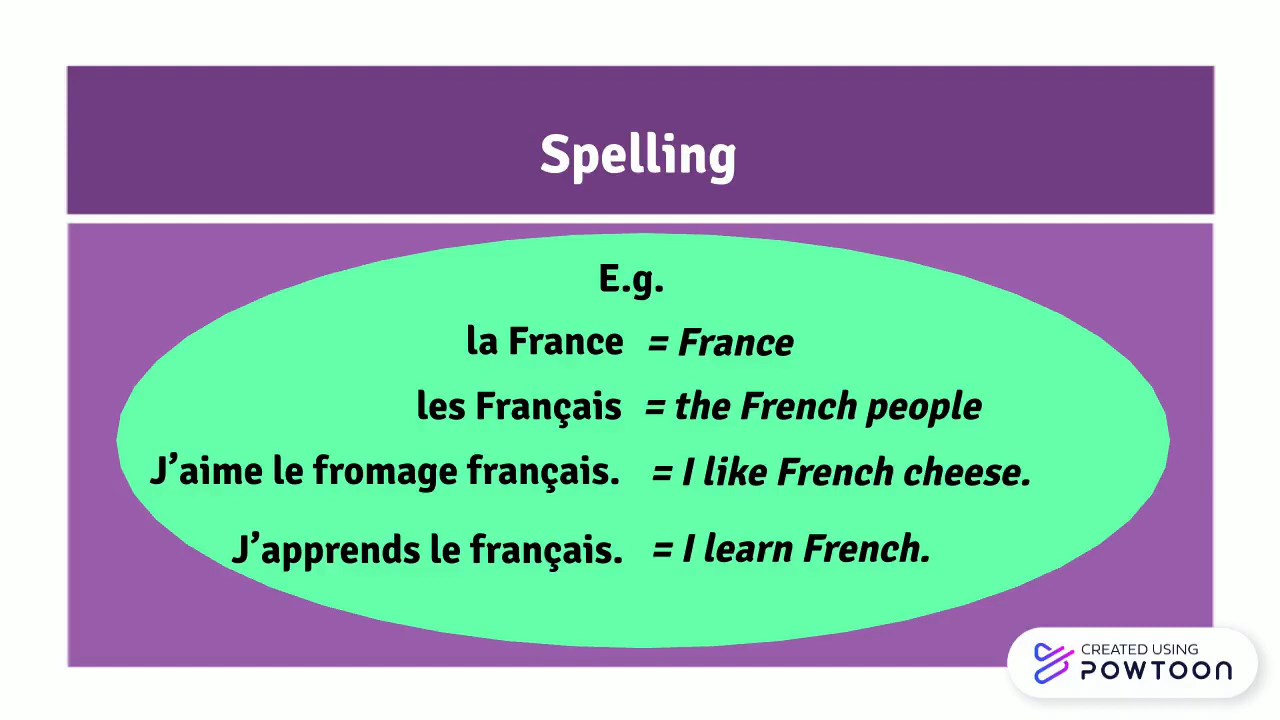 Spelling
E.g.
la France = France
les Français = the French people
J’aime le fromage français. = I like French cheese.
J’apprends le français. = I learn French.
CREATED USING
POWTOON